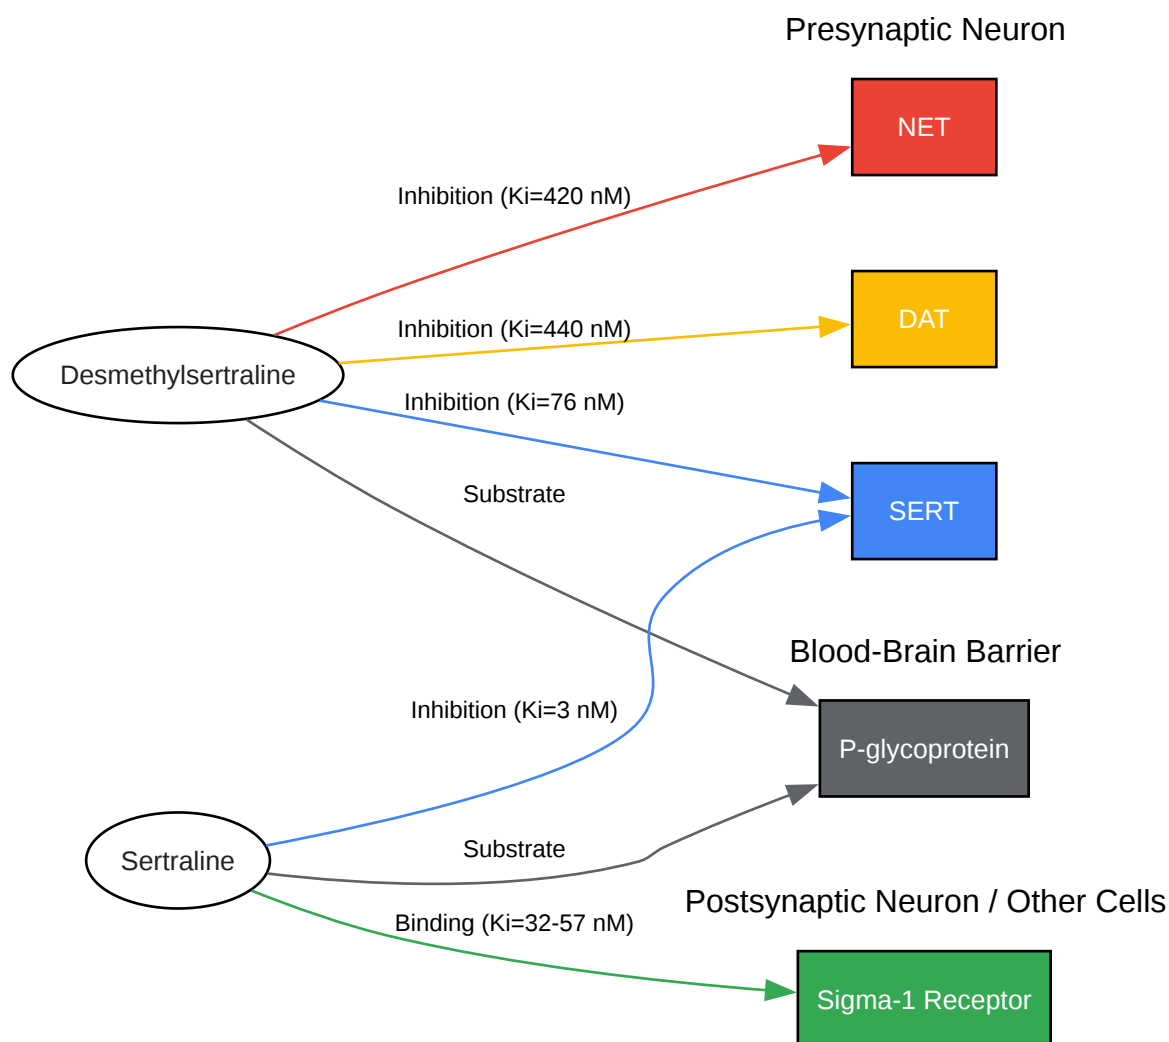 Presynaptic Neuron
NET
Inhibition (Ki=420 nM)
DAT
Inhibition (Ki=440 nM)
Desmethylsertraline
Inhibition (Ki=76 nM)
Substrate
SERT
Blood-Brain Barrier
Inhibition (Ki=3 nM)
P-glycoprotein
Sertraline
Substrate
Postsynaptic Neuron / Other Cells
Binding (Ki=32-57 nM)
Sigma-1 Receptor